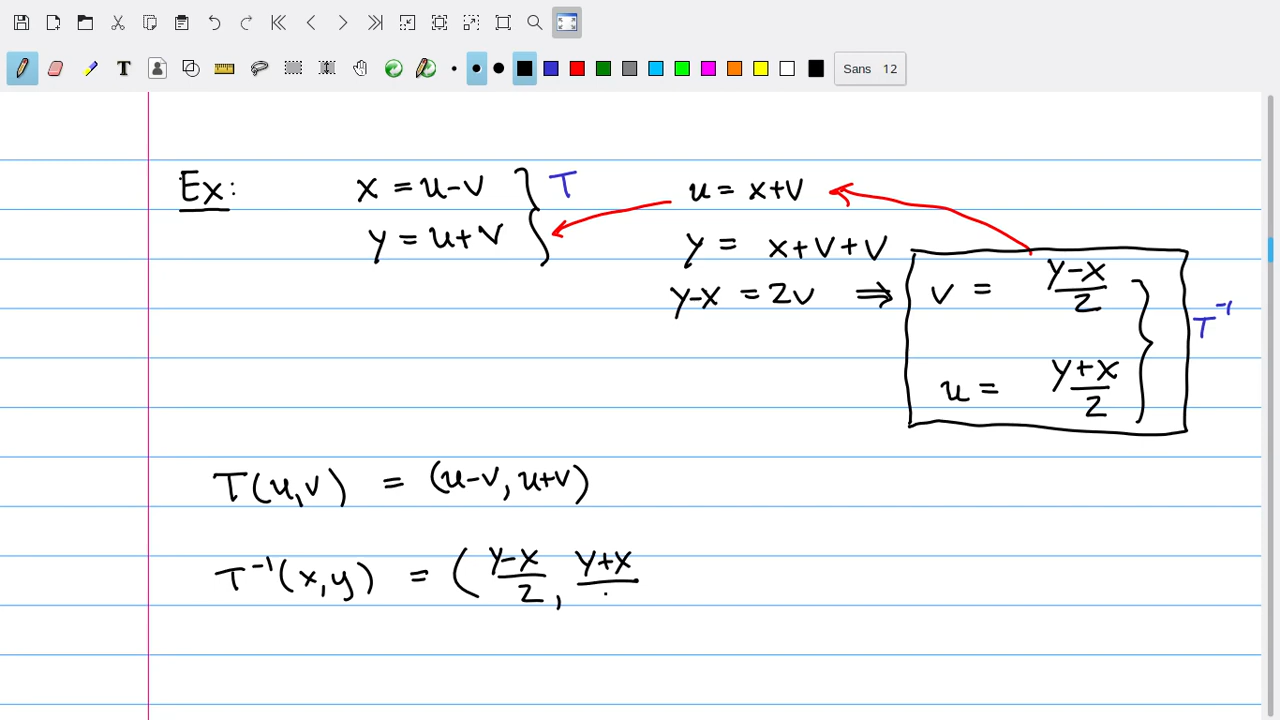 Sans 12
Ex: x = u-v } T u = x+v
y = u+v y = x+v+v
y-x = 2v ⇒ v = (y-x)/2
u = (y+x)/2 } T⁻¹
T(u,v) = (u-v, u+v)
T⁻¹(x,y) = ( (y-x)/2 , (y+x)/